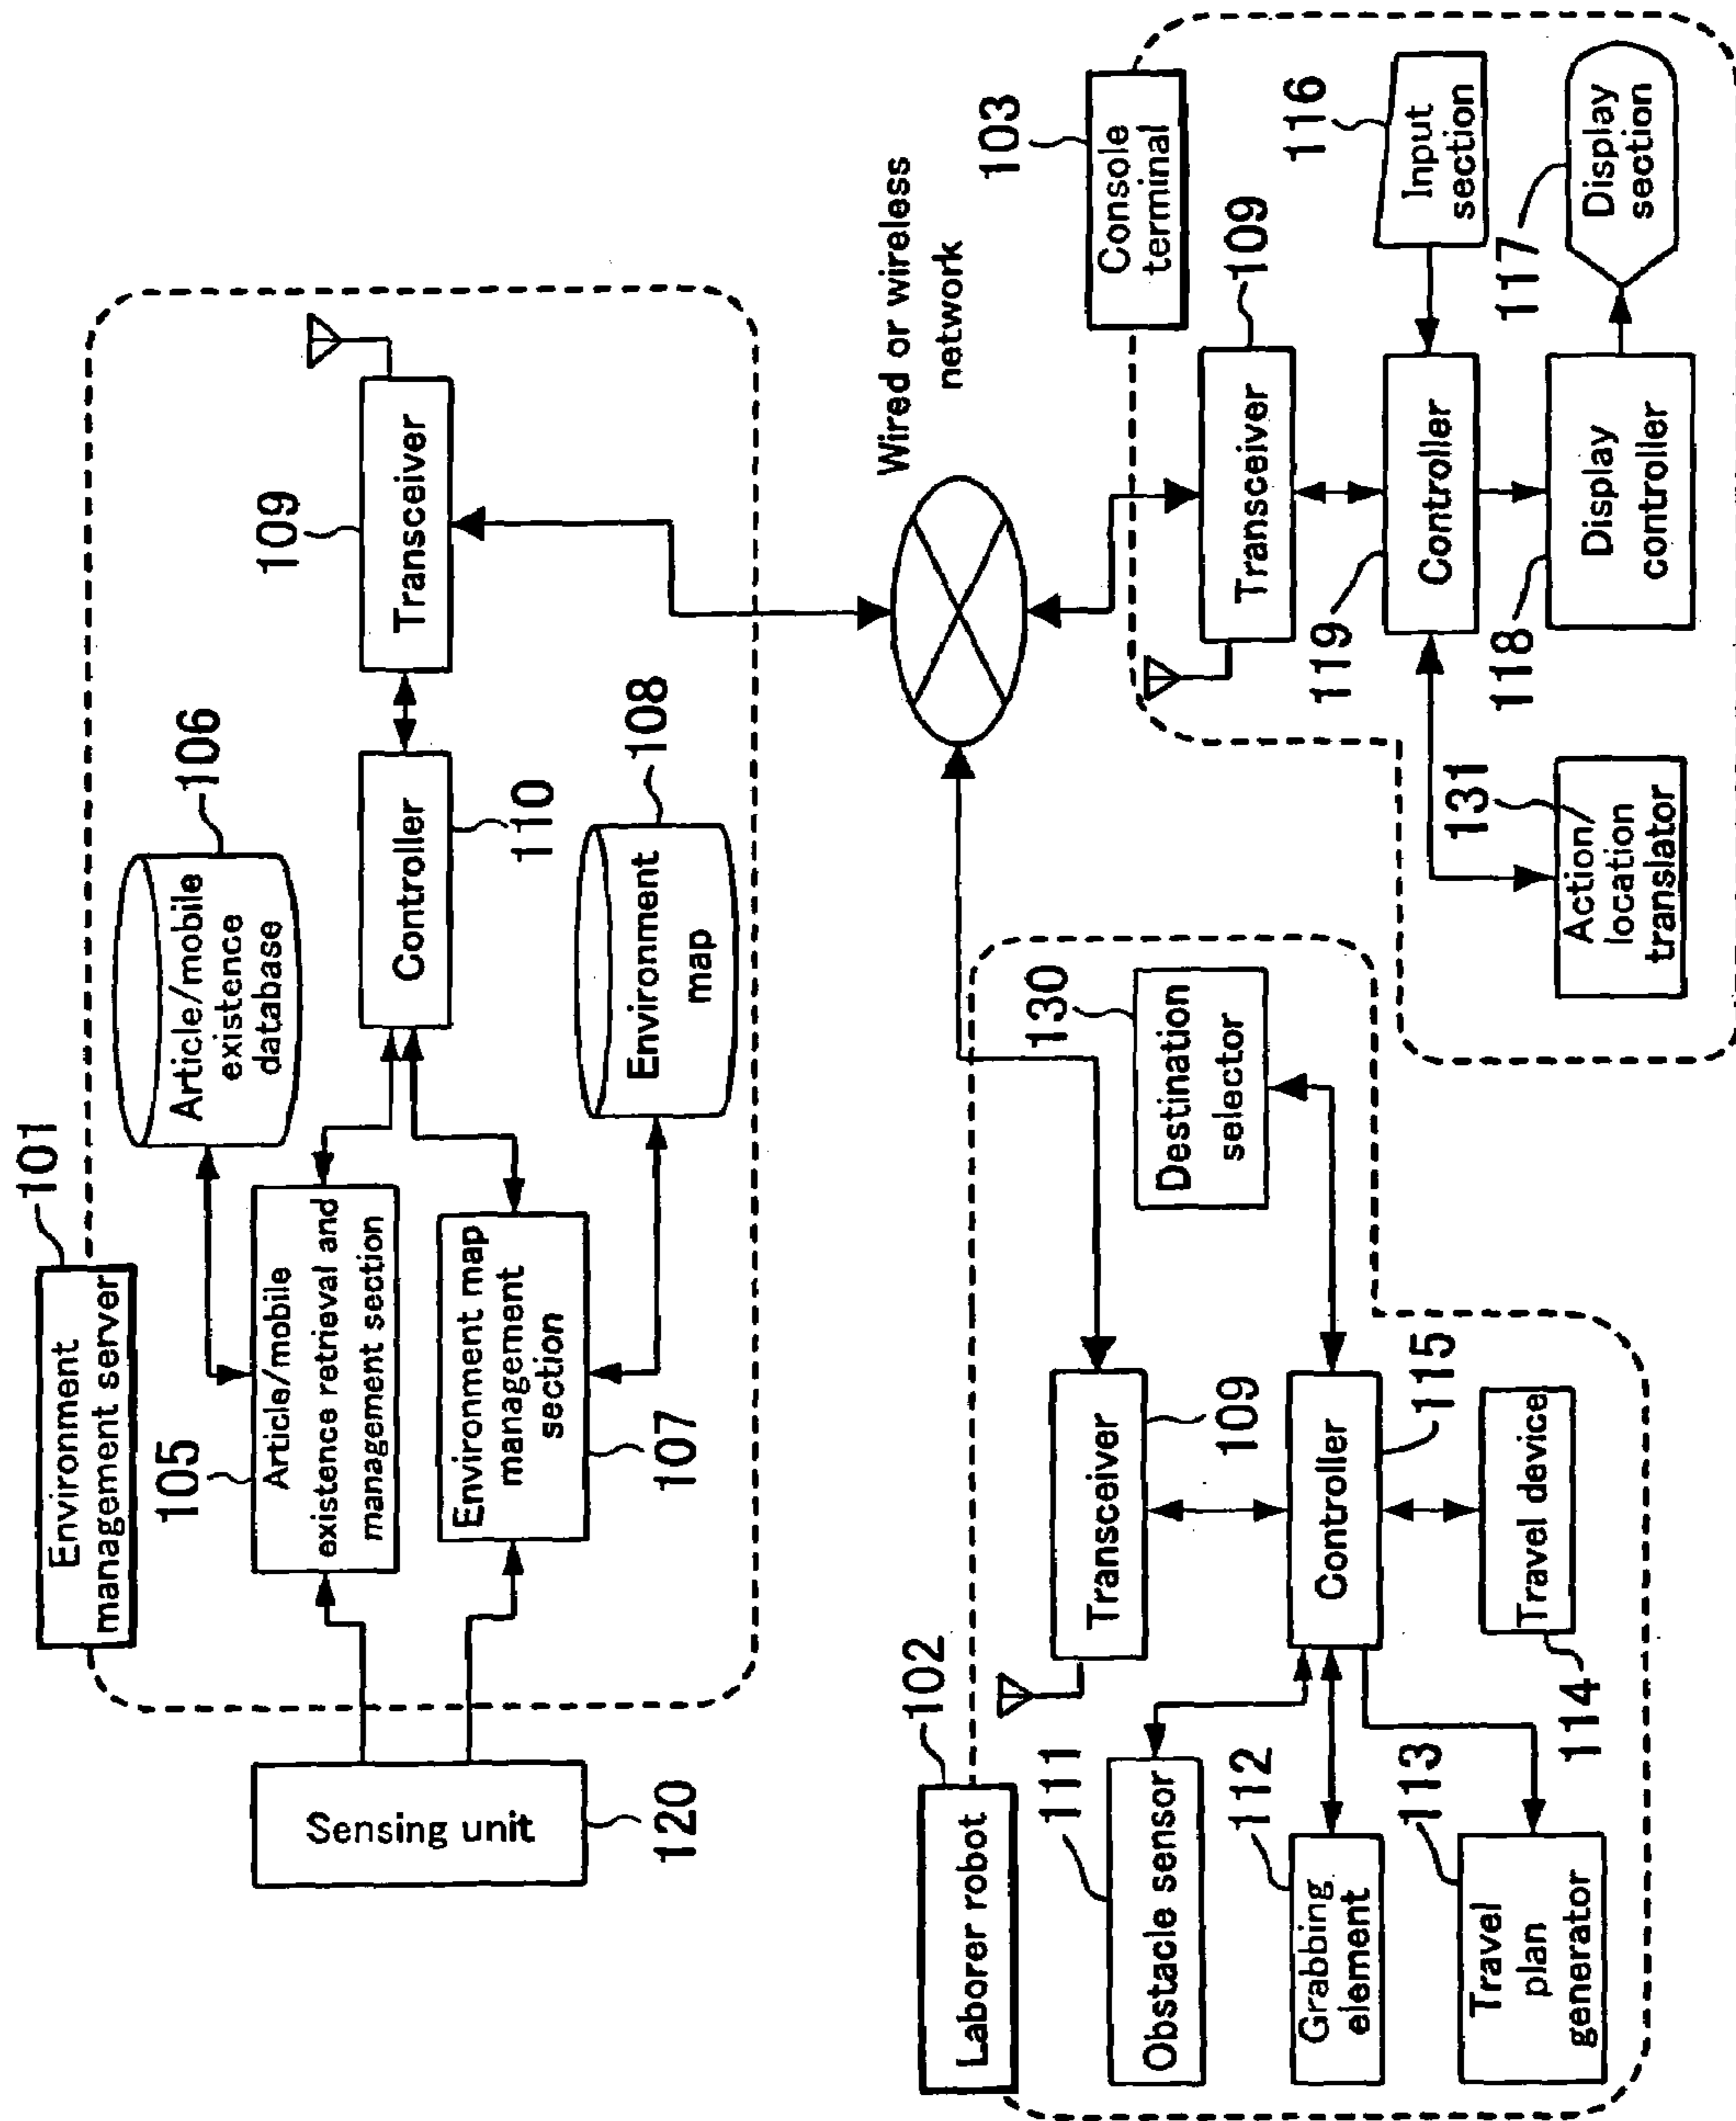 101
Environment
management server
Article/mobile
existence
database
106
105
Article/mobile
existence retrieval and
management section
Controller
110
109
Transceiver
Environment map
management
section
107
Environment
map
108
Sensing unit
120
Wired or wireless
network
102
Laborer robot
Transceiver
109
130
Destination
selector
111
Obstacle sensor
112
Grabbing
element
113
Travel
plan
generator
Controller
115
Travel device
114
103
Console
terminal
Transceiver
109
116
Input
section
119
Controller
117
Display
section
118
Display
controller
131
Action/
location
translator